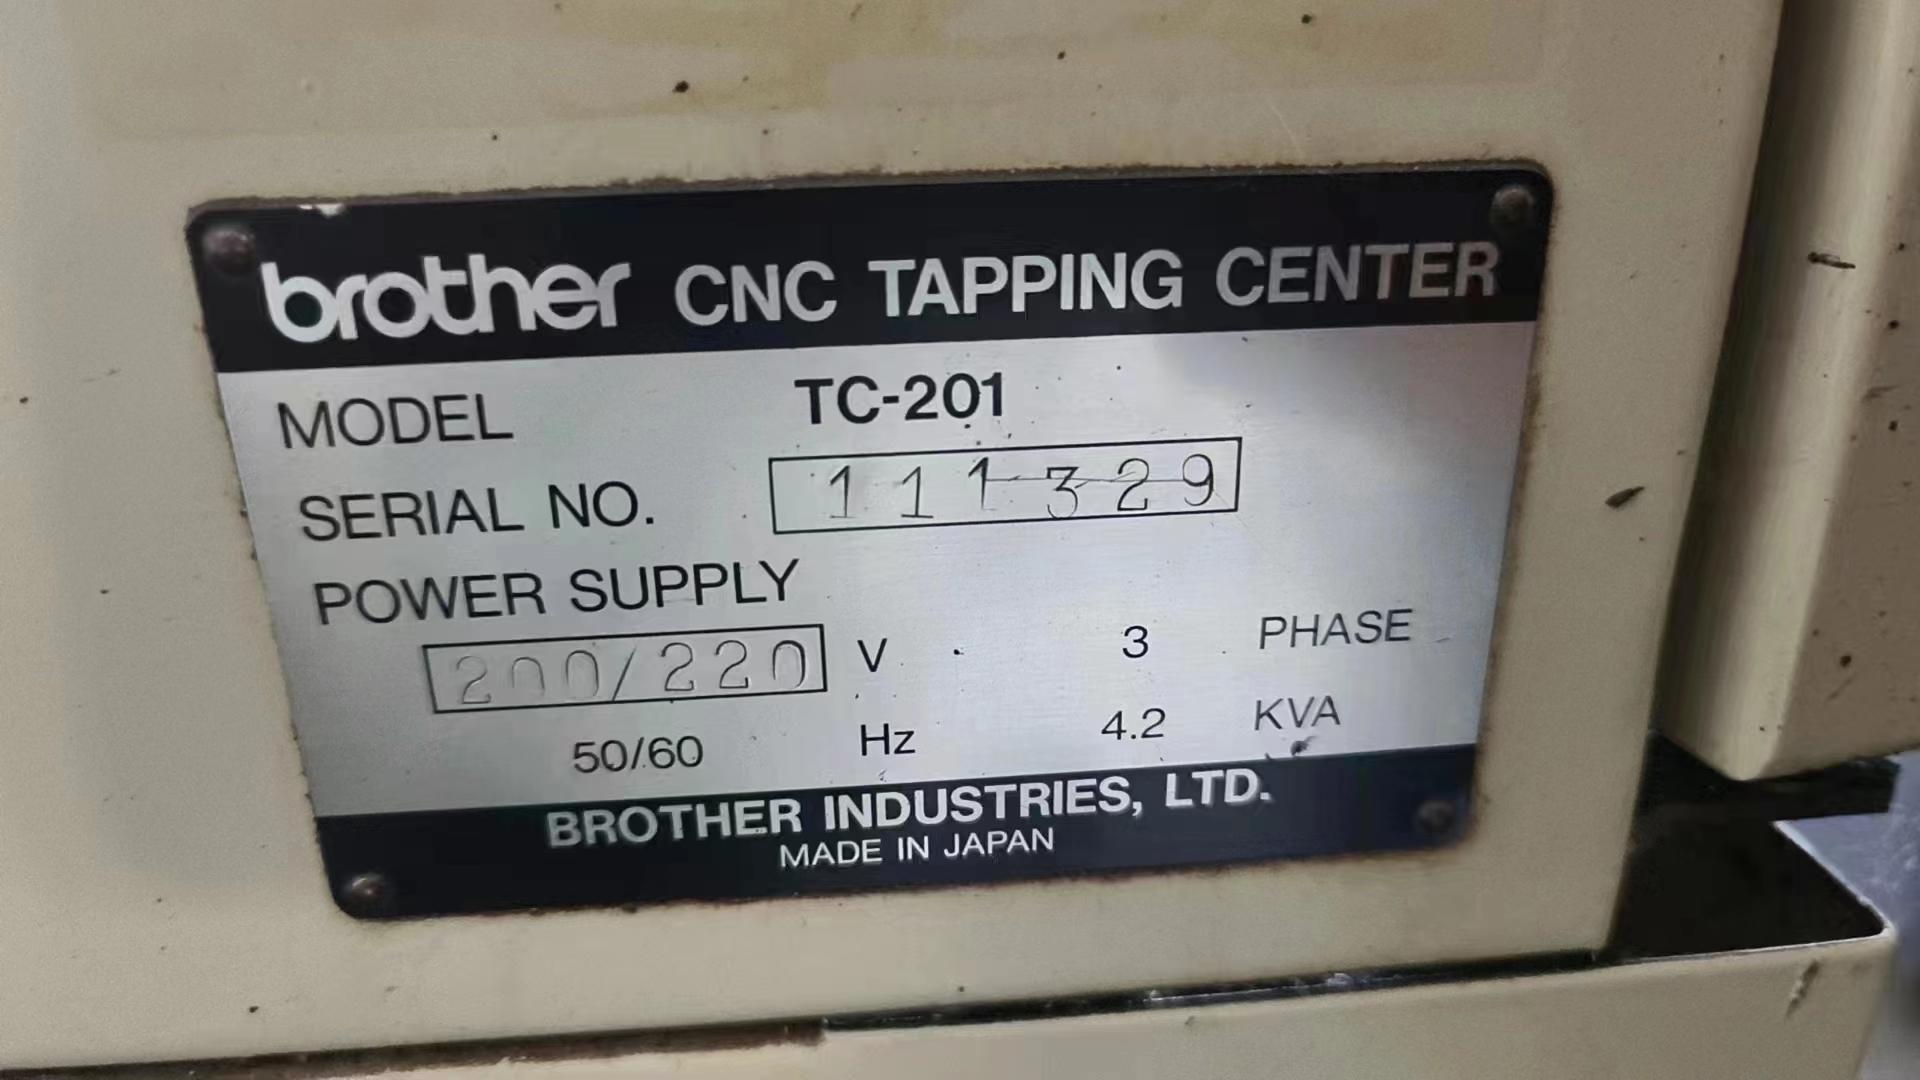 brother CNC TAPPING CENTER
MODEL TC-201
SERIAL NO. 111329
POWER SUPPLY
200/220 V 3 PHASE
50/60 Hz 4.2 KVA
BROTHER INDUSTRIES, LTD.
MADE IN JAPAN